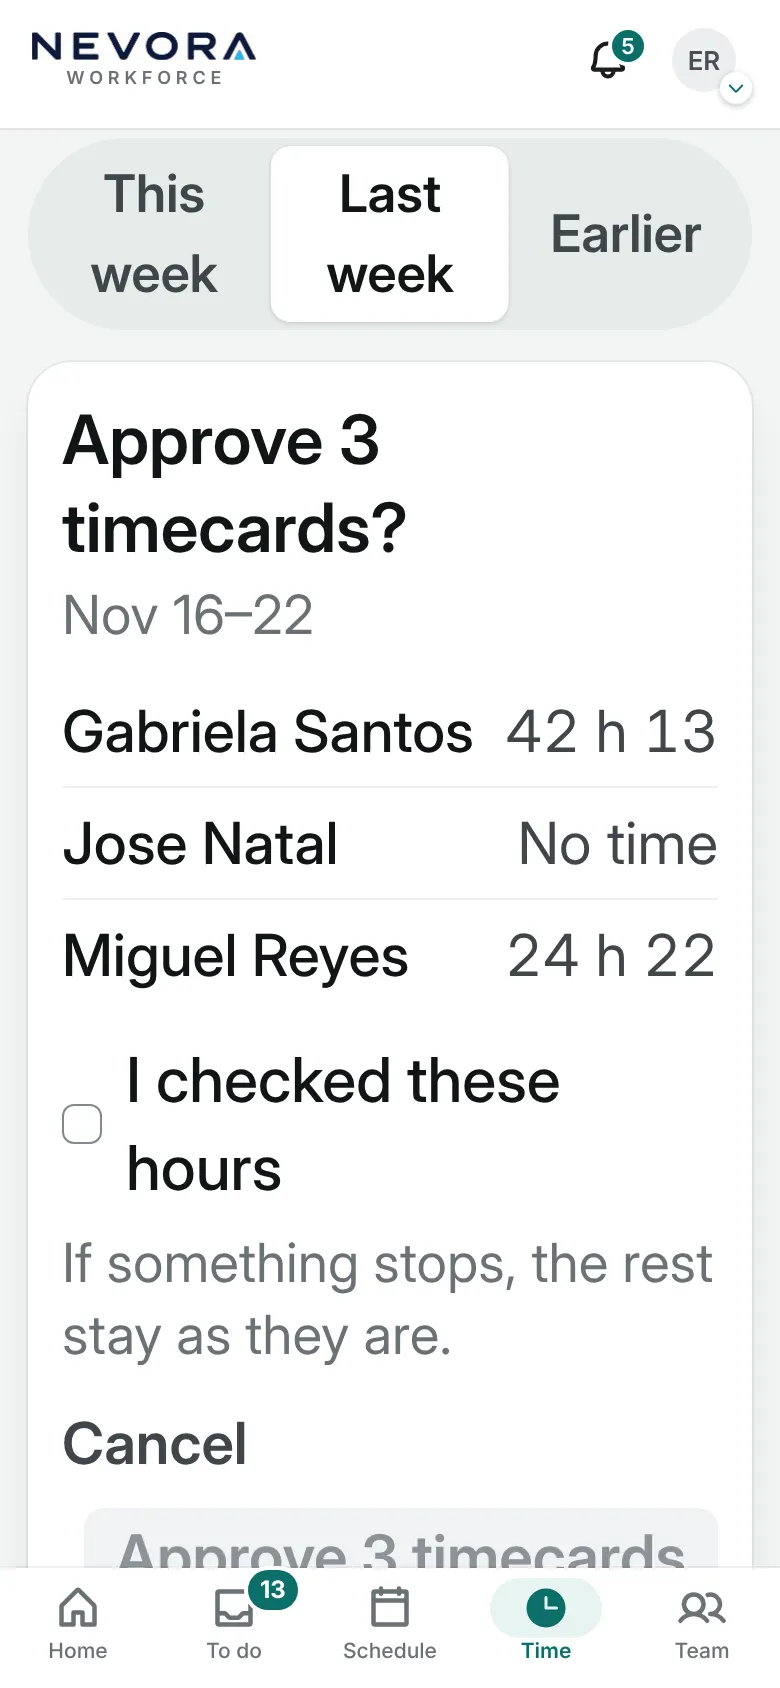 NEVORA
WORKFORCE
5
ER
This
week
Last
week
Earlier
Approve 3
timecards?
Nov 16–22
Gabriela Santos 42 h 13
Jose Natal No time
Miguel Reyes 24 h 22
I checked these
hours
If something stops, the rest
stay as they are.
Cancel
Approve 3 timecards
13
Home
To do
Schedule
Time
Team